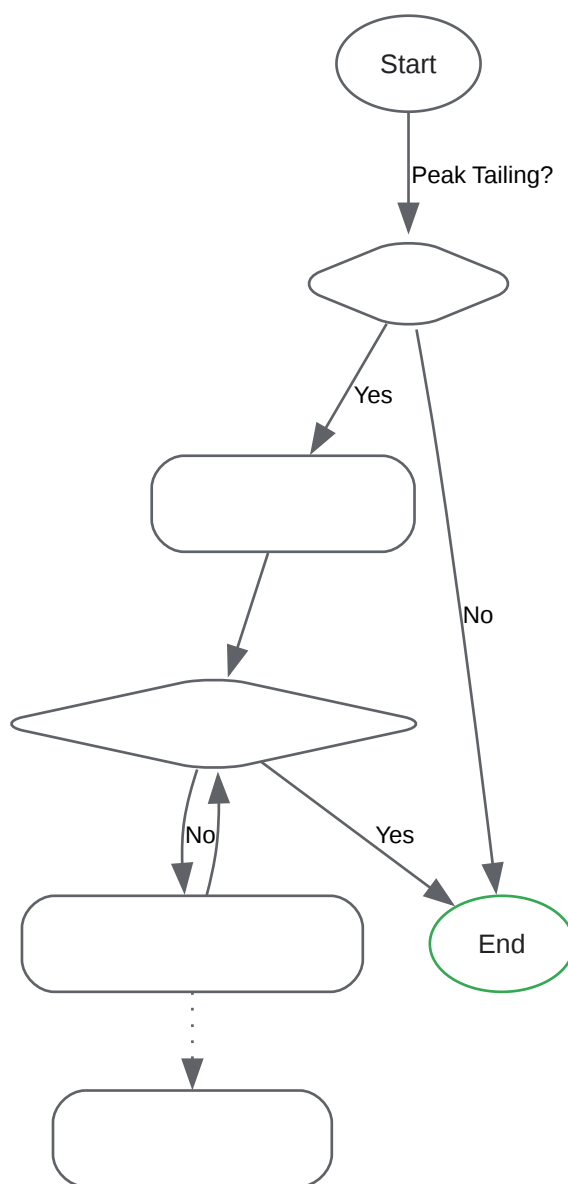 Start
Peak Tailing?
Yes
No
No
Yes
End